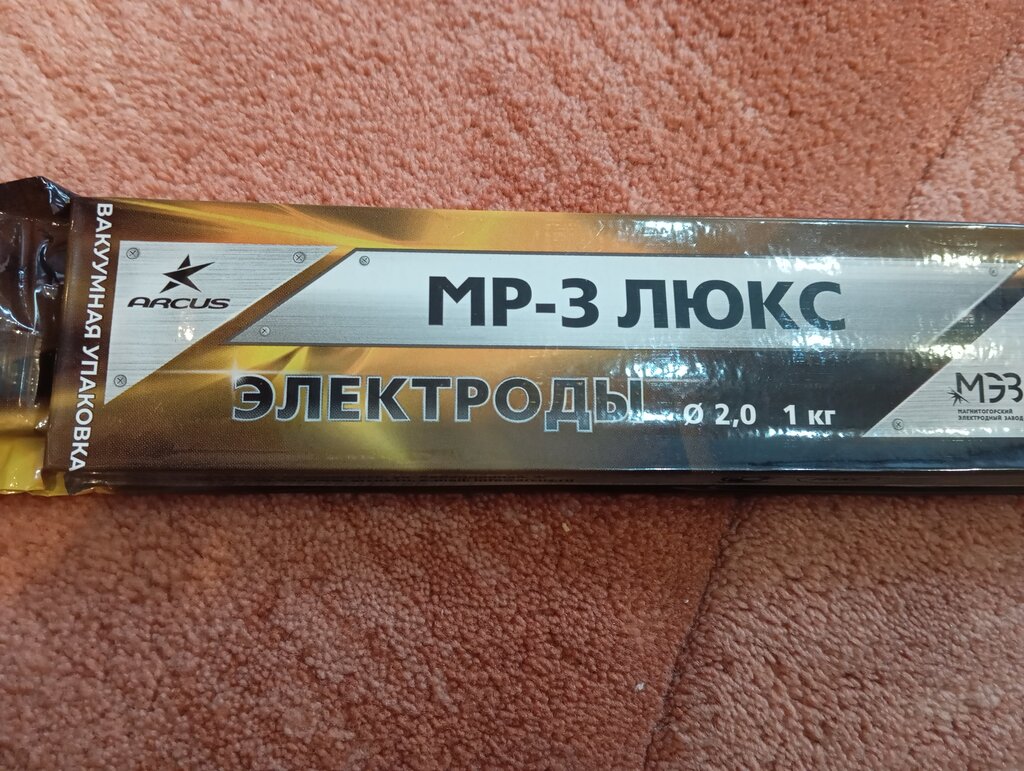 ВАКУУМНАЯ УПАКОВКА
ARCUS
МР-3 ЛЮКС
ЭЛЕКТРОДЫ
Ø 2,0 1 кг
МЭЗ
МАГНИТОГОРСКИЙ
ЭЛЕКТРОДНЫЙ ЗАВОД